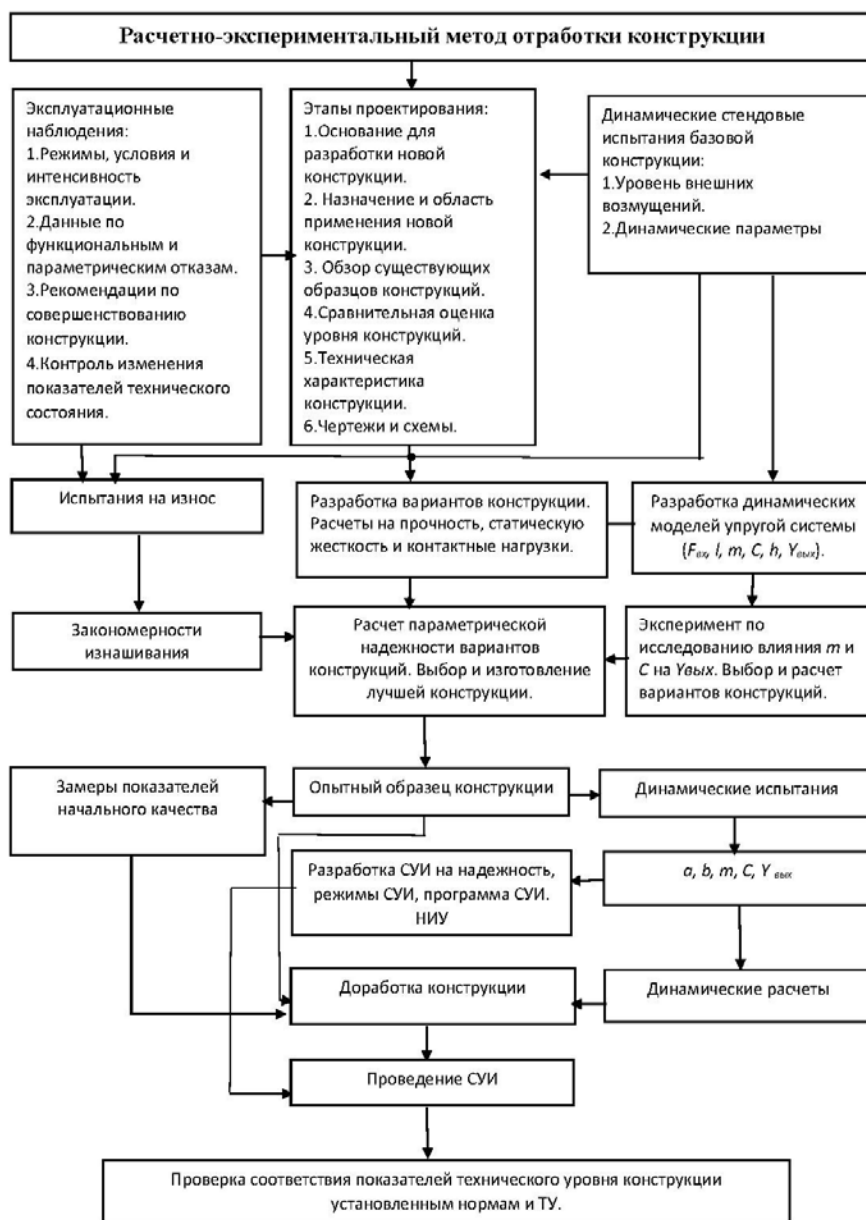 Расчетно-экспериментальный метод отработки конструкции
Эксплуатационные
наблюдения:
1.Режимы, условия и
интенсивность
эксплуатации.
2.Данные по
функциональным и
параметрическим отказам.
3.Рекомендации по
совершенствованию
конструкции.
4.Контроль изменения
показателей технического
состояния.
Этапы проектирования:
1.Основание для
разработки новой
конструкции.
2. Назначение и область
применения новой
конструкции.
3. Обзор существующих
образцов конструкций.
4.Сравнительная оценка
уровня конструкций.
5.Техническая
характеристика
конструкции.
6.Чертежи и схемы.
Динамические стендовые
испытания базовой
конструкции:
1.Уровень внешних
возмущений.
2.Динамические параметры
Испытания на износ
Разработка вариантов конструкции.
Расчеты на прочность, статическую
жесткость и контактные нагрузки.
Разработка динамических
моделей упругой системы
(Fвх, l, m, C, h, Yвых).
Закономерности
изнашивания
Расчет параметрической
надежности вариантов
конструкций. Выбор и изготовление
лучшей конструкции.
Эксперимент по
исследованию влияния m и
C на Yвых. Выбор и расчет
вариантов конструкций.
Замеры показателей
начального качества
Опытный образец конструкции
Динамические испытания
Разработка СУИ на надежность,
режимы СУИ, программа СУИ.
НИУ
a, b, m, C, Y вых
Доработка конструкции
Динамические расчеты
Проведение СУИ
Проверка соответствия показателей технического уровня конструкции
установленным нормам и ТУ.